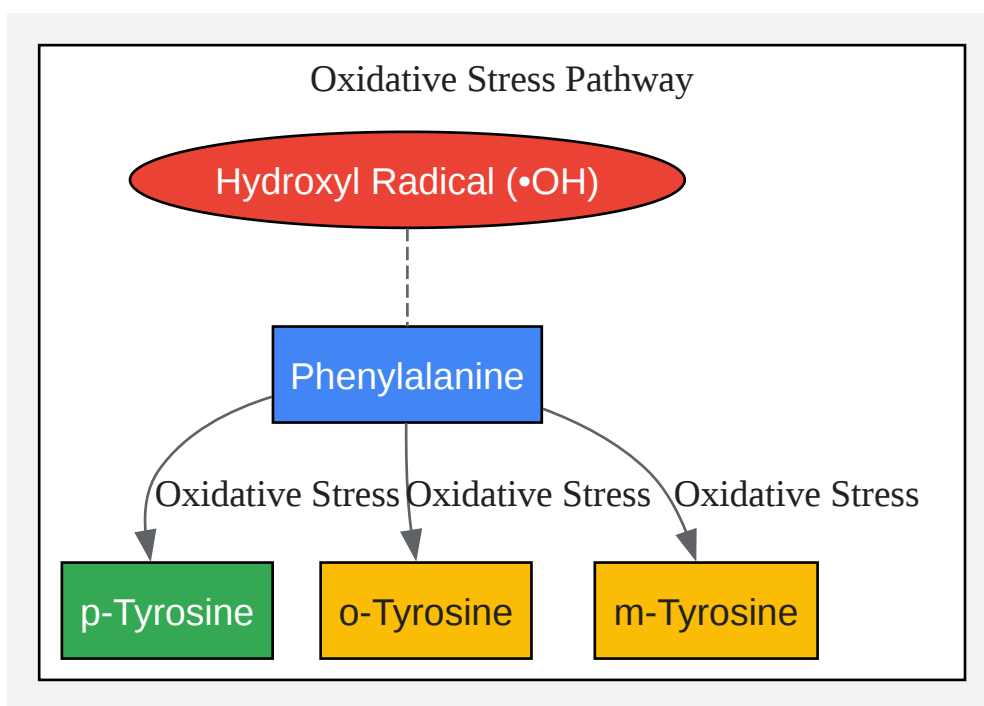 Oxidative Stress Pathway
Hydroxyl Radical (•OH)
Phenylalanine
Oxidative Stress
Oxidative Stress
Oxidative Stress
p-Tyrosine
o-Tyrosine
m-Tyrosine